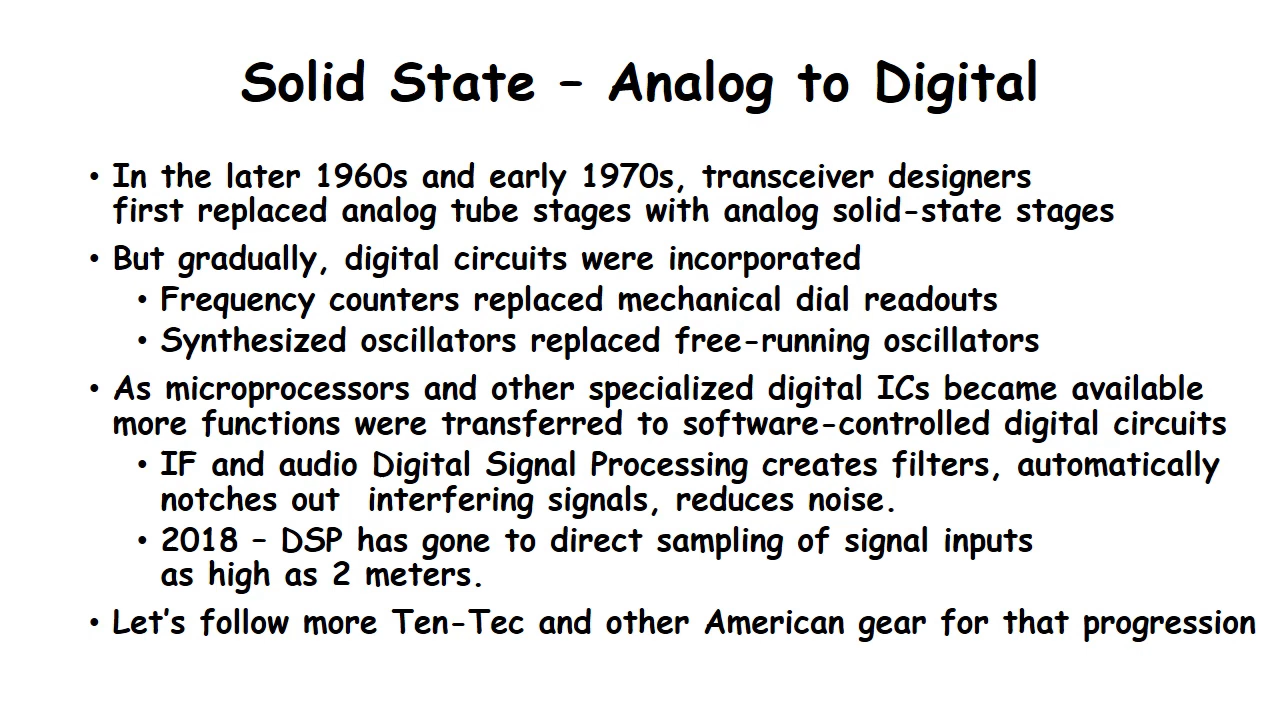 Solid State – Analog to Digital
• In the later 1960s and early 1970s, transceiver designers
first replaced analog tube stages with analog solid-state stages
• But gradually, digital circuits were incorporated
• Frequency counters replaced mechanical dial readouts
• Synthesized oscillators replaced free-running oscillators
• As microprocessors and other specialized digital ICs became available
more functions were transferred to software-controlled digital circuits
• IF and audio Digital Signal Processing creates filters, automatically
notches out  interfering signals, reduces noise.
• 2018 – DSP has gone to direct sampling of signal inputs
as high as 2 meters.
• Let’s follow more Ten-Tec and other American gear for that progression